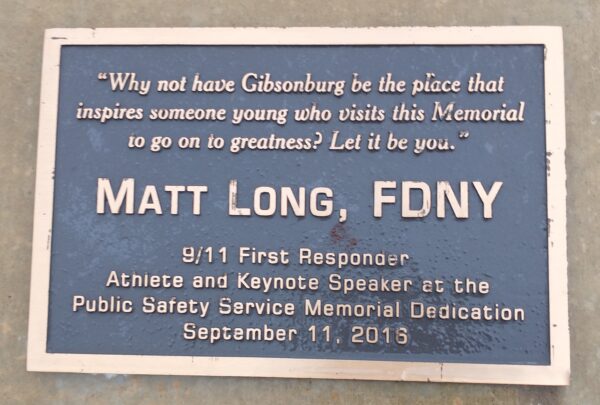 “Why not have Gibsonburg be the place that
inspires someone young who visits this Memorial
to go on to greatness? Let it be you.”
MATT LONG, FDNY
9/11 First Responder
Athlete and Keynote Speaker at the
Public Safety Service Memorial Dedication
September 11, 2016